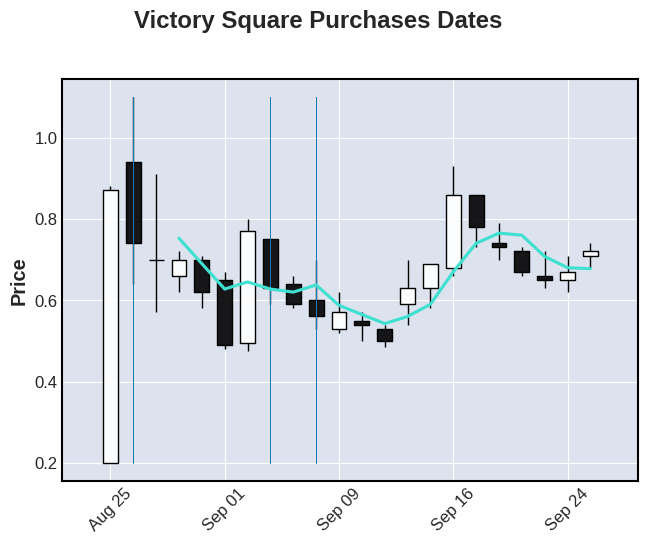 Victory Square Purchases Dates
Price
1.0
0.8
0.6
0.4
0.2
Aug 25
Sep 01
Sep 09
Sep 16
Sep 24